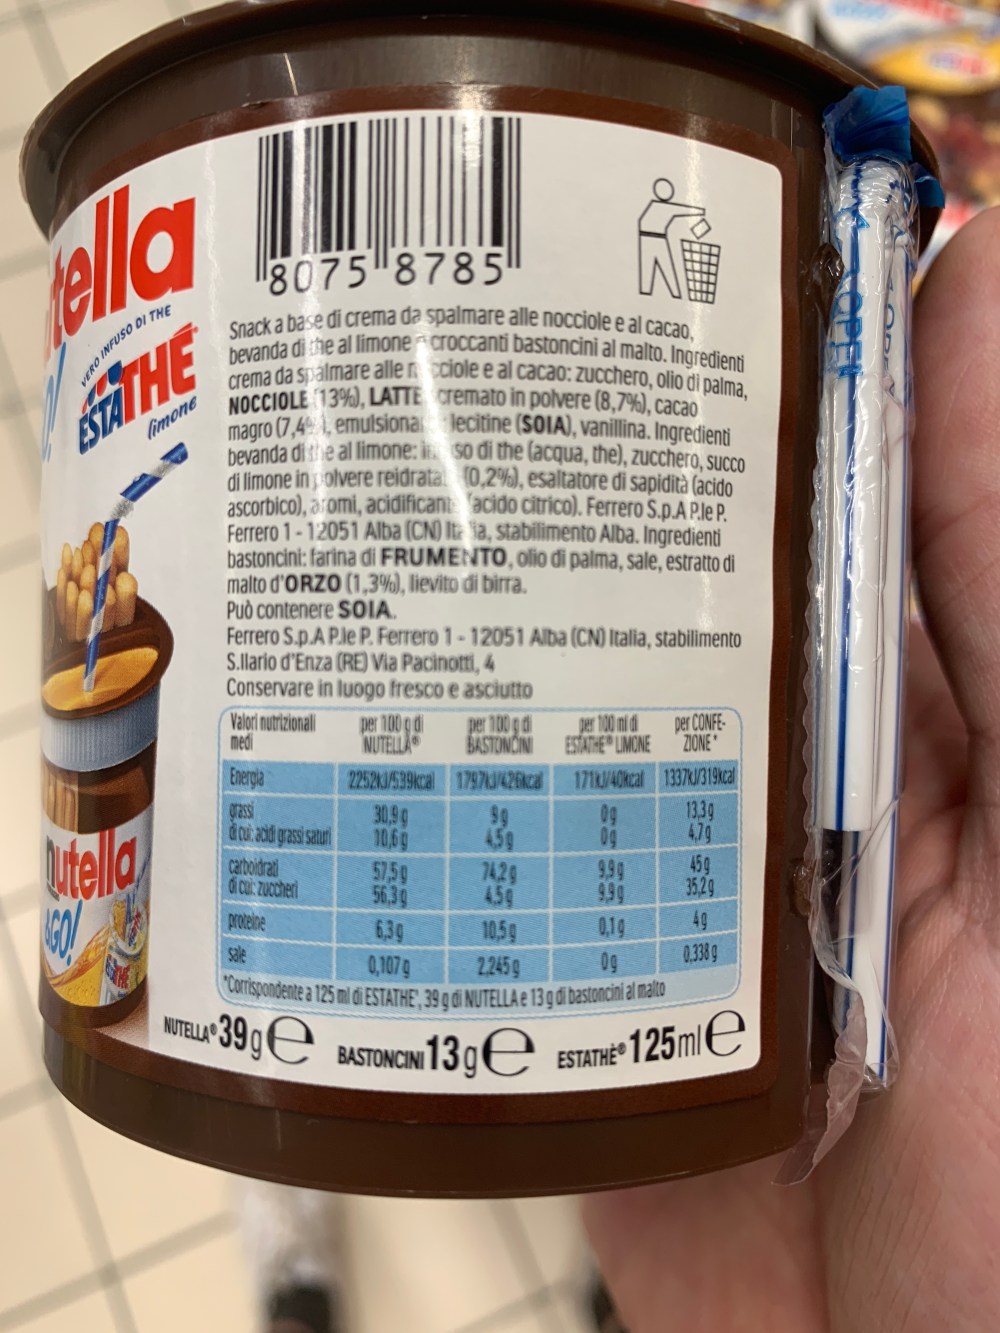 tella
VERO INFUSO DI THE
ESTATHÉ
limone
nutella
&GO!
8075 8785
Snack a base di crema da spalmare alle nocciole e al cacao,
bevanda di the al limone e croccanti bastoncini al malto. Ingredienti
crema da spalmare alle nocciole e al cacao: zucchero, olio di palma,
NOCCIOLE (13%), LATTE scremato in polvere (8,7%), cacao
magro (7,4%), emulsionanti lecitine (SOIA), vanillina. Ingredienti
bevanda di the al limone: infuso di the (acqua, the), zucchero, succo
di limone in polvere reidratata (0,2%), esaltatore di sapidità (acido
ascorbico), aromi, acidificante (acido citrico). Ferrero S.p.A P.le P.
Ferrero 1 - 12051 Alba (CN) Italia, stabilimento Alba. Ingredienti
bastoncini: farina di FRUMENTO, olio di palma, sale, estratto di
malto d'ORZO (1,3%), lievito di birra.
Può contenere SOIA.
Ferrero S.p.A P.le P. Ferrero 1 - 12051 Alba (CN) Italia, stabilimento
S.Ilario d'Enza (RE) Via Pacinotti, 4
Conservare in luogo fresco e asciutto
Valori nutrizionali medi per 100 g di NUTELLA® per 100 g di BASTONCINI per 100 ml di ESTATHE® LIMONE per CONFEZIONE*
Energia 2252kJ/539kcal 1797kJ/426kcal 171kJ/40kcal 1337kJ/319kcal
grassi 30,9 g 9 g 0 g 13,3 g
di cui: acidi grassi saturi 10,6 g 4,5 g 0 g 4,7 g
carboidrati 57,5 g 74,2 g 9,9 g 45 g
di cui: zuccheri 56,3 g 4,5 g 9,9 g 35,2 g
proteine 6,3 g 10,5 g 0,1 g 4 g
sale 0,107 g 2,245 g 0 g 0,338 g
*Corrispondente a 125 ml di ESTATHE', 39 g di NUTELLA e 13 g di bastoncini al malto
NUTELLA® 39 g e BASTONCINI 13 g e ESTATHÈ® 125 ml e
OPEN